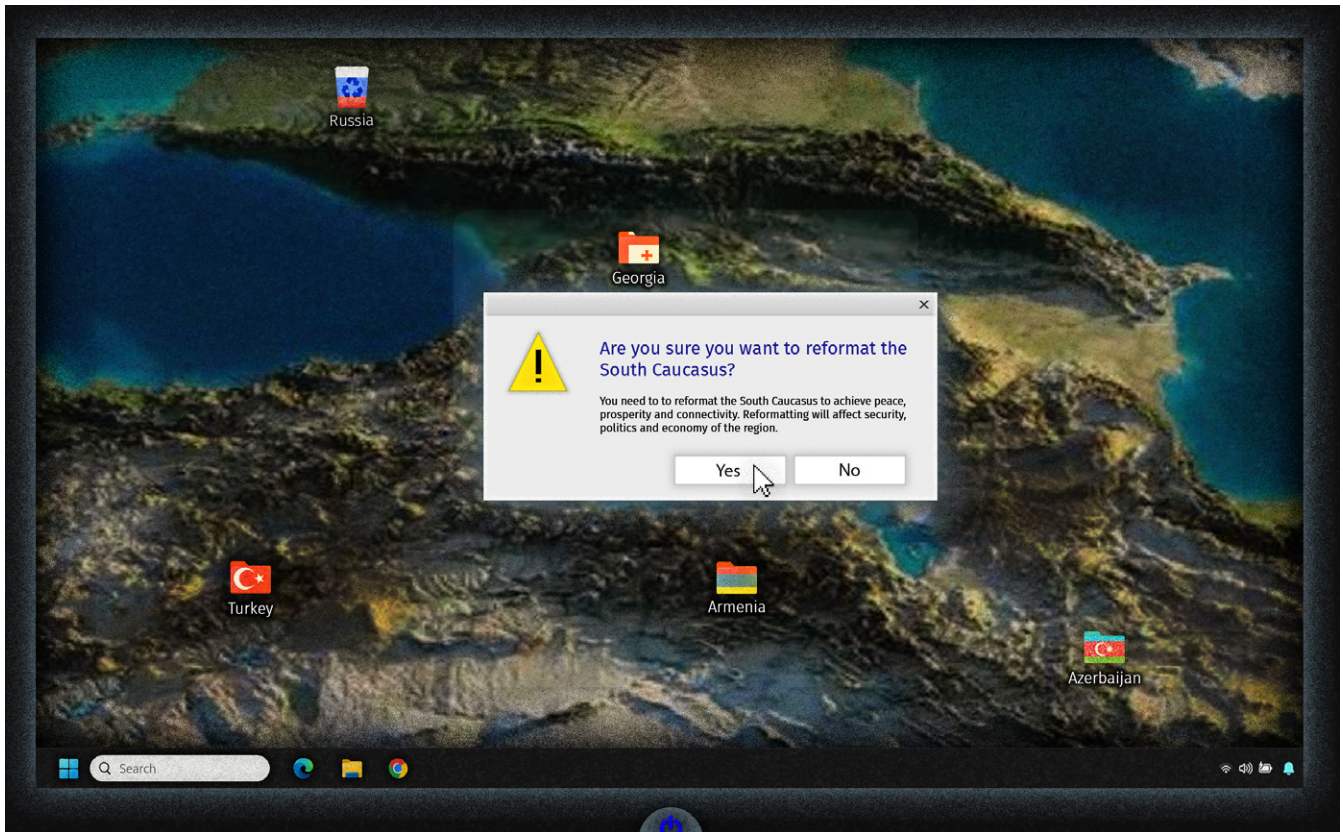 Russia
Georgia
Are you sure you want to reformat the
South Caucasus?
You need to to reformat the South Caucasus to achieve peace,
prosperity and connectivity. Reformatting will affect security,
politics and economy of the region.
Yes
No
Turkey
Armenia
Azerbaijan
Search